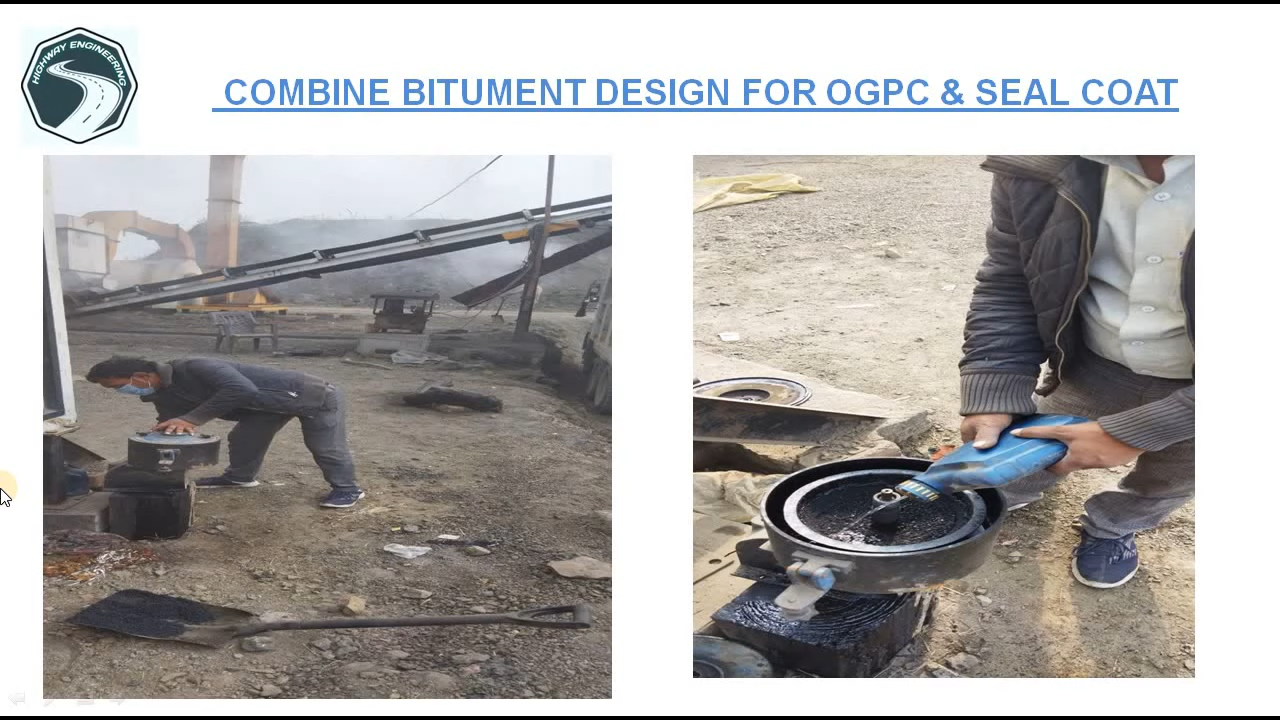 HIGHWAY ENGINEERING
COMBINE BITUMENT DESIGN FOR OGPC & SEAL COAT